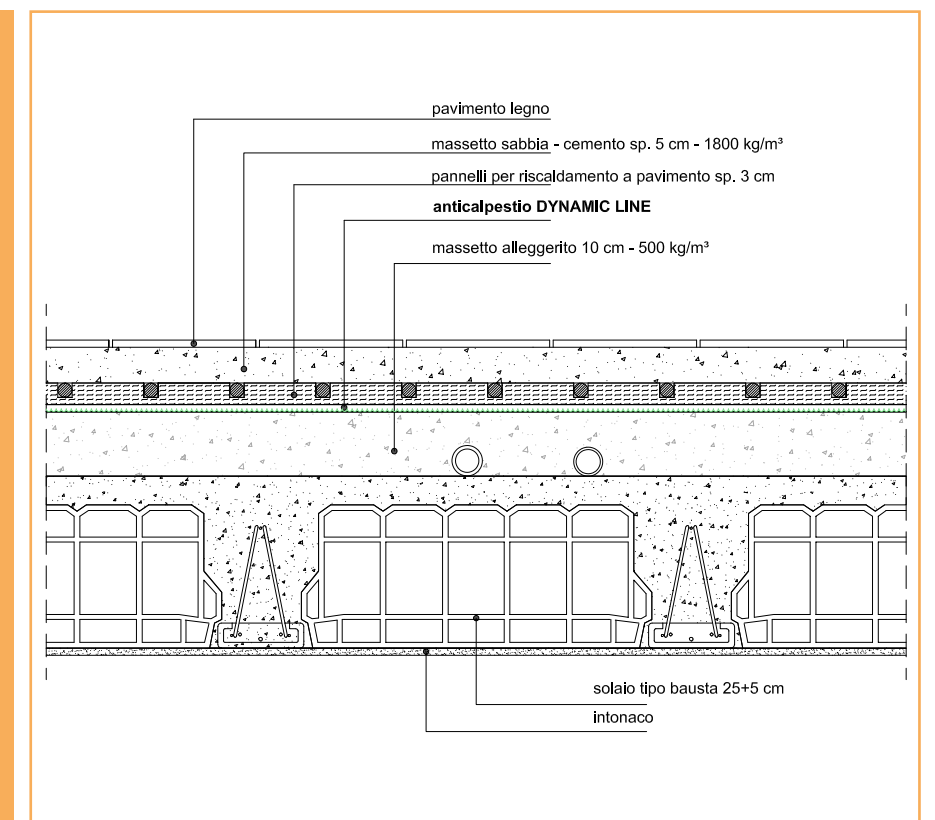 pavimento legno
massetto sabbia - cemento sp. 5 cm - 1800 kg/m³
pannelli per riscaldamento a pavimento sp. 3 cm
anticalpestio DYNAMIC LINE
massetto alleggerito 10 cm - 500 kg/m³
solaio tipo bausta 25+5 cm
intonaco